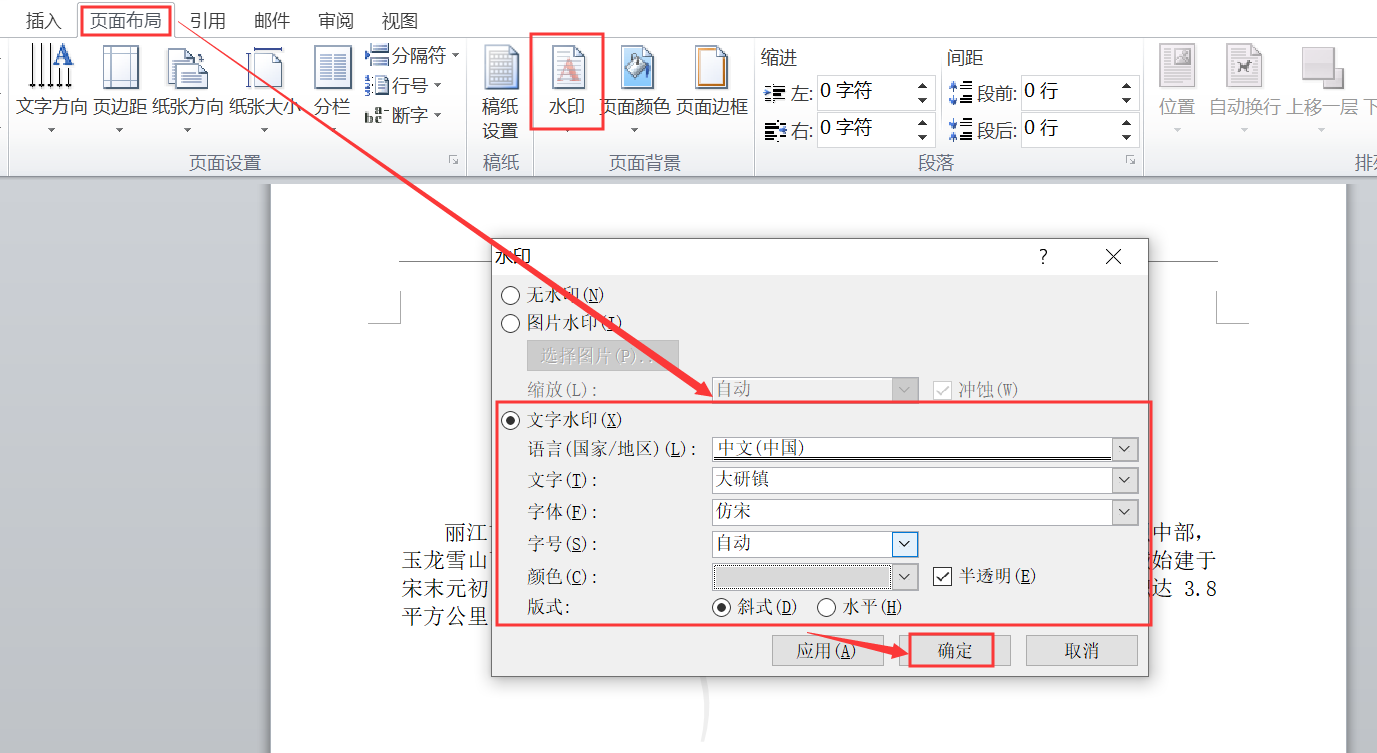 插入 页面布局 引用 邮件 审阅 视图
文字方向 页边距 纸张方向 纸张大小 分栏
分隔符
行号
断字
页面设置
稿纸
设置
稿纸
水印 页面颜色 页面边框
页面背景
缩进 间距
左: 0 字符 段前: 0 行
右: 0 字符 段后: 0 行
段落
位置 自动换行 上移一层 下
水印 ?
无水印(N)
图片水印(I)
选择图片(P)..
缩放(L): 自动 冲蚀(W)
文字水印(X)
语言(国家/地区)(L): 中文(中国)
文字(T): 大研镇
字体(F): 仿宋
字号(S): 自动
颜色(C): 半透明(E)
版式: 斜式(D) 水平(H)
应用(A) 确定 取消
丽江 中部，
玉龙雪山 始建于
宋末元初 达 3.8
平方公里